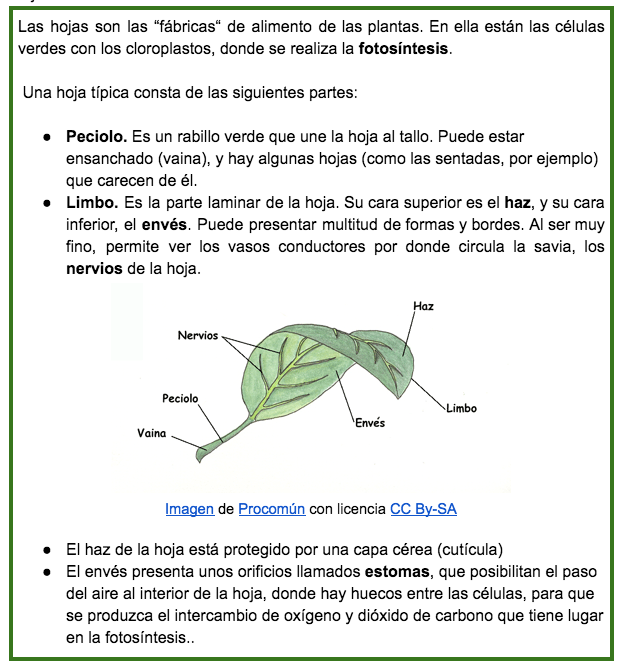 Las hojas son las “fábricas“ de alimento de las plantas. En ella están las células
verdes con los cloroplastos, donde se realiza la fotosíntesis.
Una hoja típica consta de las siguientes partes:
● Peciolo. Es un rabillo verde que une la hoja al tallo. Puede estar
ensanchado (vaina), y hay algunas hojas (como las sentadas, por ejemplo)
que carecen de él.
● Limbo. Es la parte laminar de la hoja. Su cara superior es el haz, y su cara
inferior, el envés. Puede presentar multitud de formas y bordes. Al ser muy
fino, permite ver los vasos conductores por donde circula la savia, los
nervios de la hoja.
Haz
Nervios
Peciolo
Limbo
Envés
Vaina
Imagen de Procomún con licencia CC By-SA
● El haz de la hoja está protegido por una capa cérea (cutícula)
● El envés presenta unos orificios llamados estomas, que posibilitan el paso
del aire al interior de la hoja, donde hay huecos entre las células, para que
se produzca el intercambio de oxígeno y dióxido de carbono que tiene lugar
en la fotosíntesis..